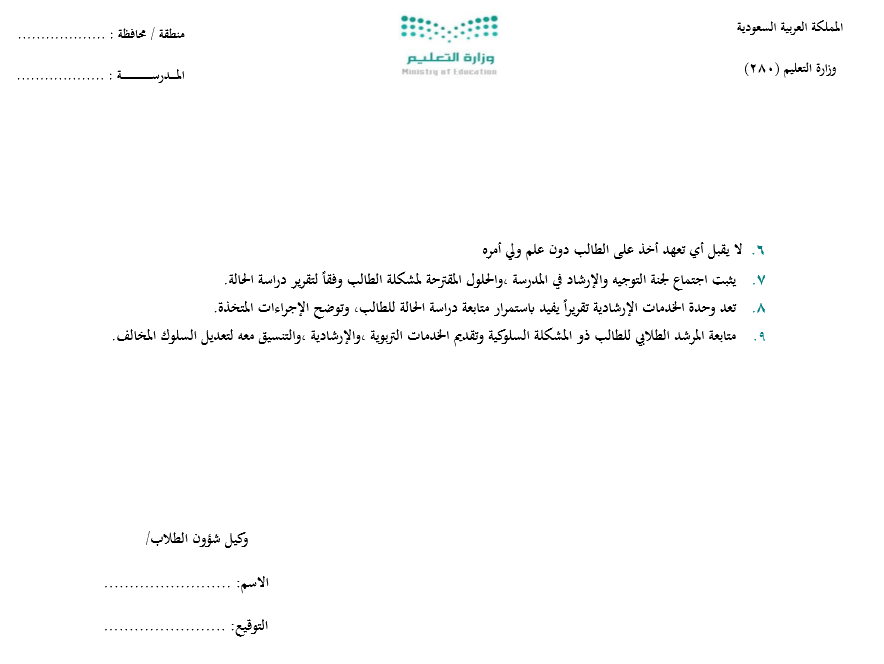 المملكة العربية السعودية
وزارة التعليم (٢٨٠)
وزارة التعليم
Ministry of Education
منطقة / محافظة : ...................
المـدرســـــــــة : ...................
٦. لا يقبل أي تعهد أخذ على الطالب دون علم ولي أمره
٧. يثبت اجتماع لجنة التوجيه والإرشاد في المدرسة ،والحلول المقترحة لمشكلة الطالب وفقاً لتقرير دراسة الحالة.
٨. تعد وحدة الخدمات الإرشادية تقريراً يفيد باستمرار متابعة دراسة الحالة للطالب، وتوضح الإجراءات المتخذة.
٩. متابعة المرشد الطلابي للطالب ذو المشكلة السلوكية وتقديم الخدمات التربوية ،والإرشادية ،والتنسيق معه لتعديل السلوك المخالف.
وكيل شؤون الطلاب/
الاسم: .........................
التوقيع: ........................